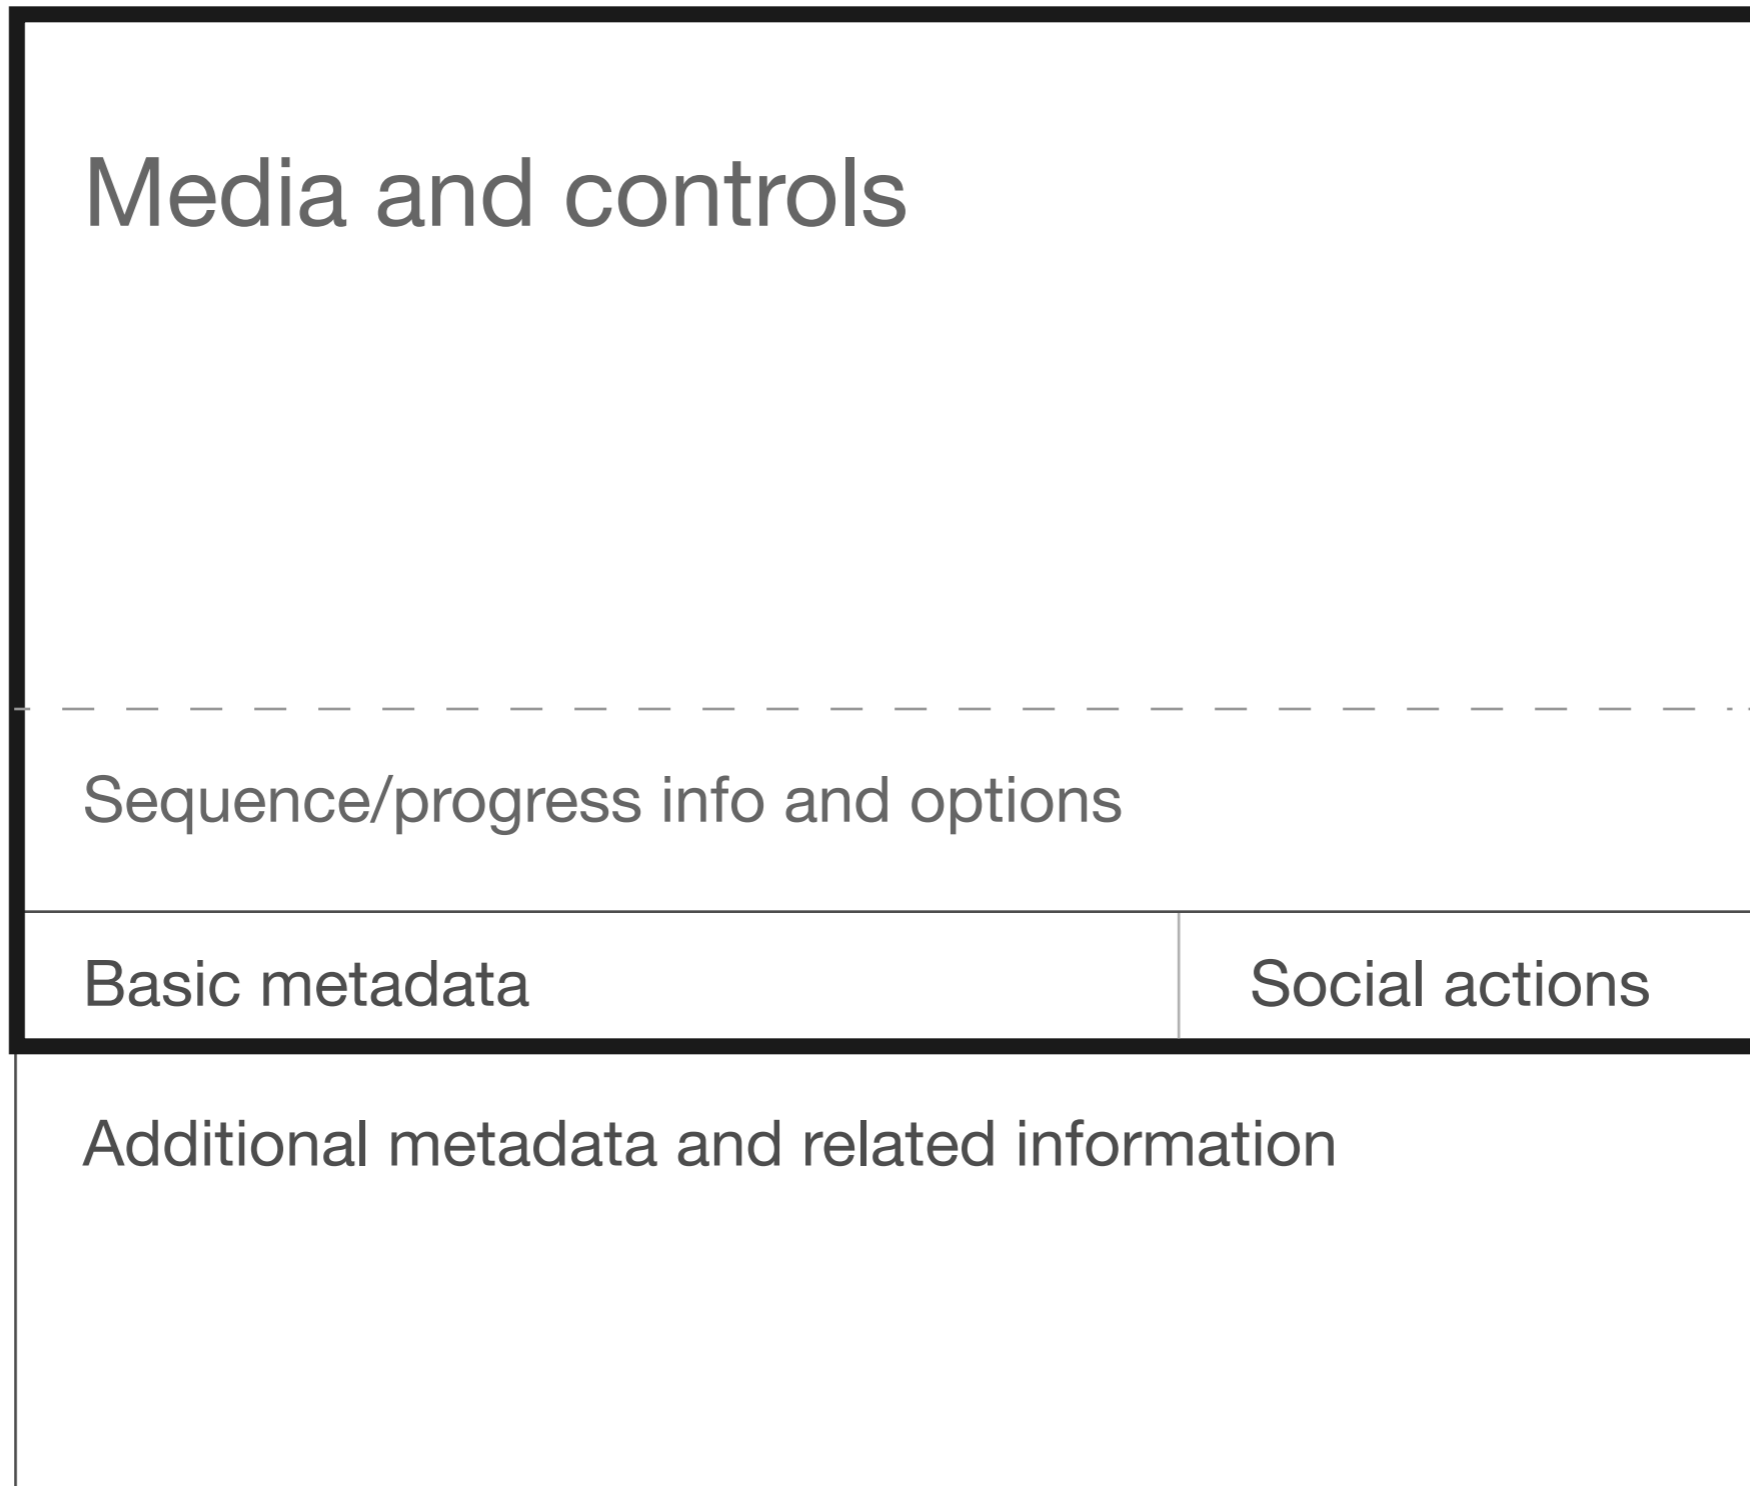 Media and controls
Sequence/progress info and options
Basic metadata
Social actions
Additional metadata and related information